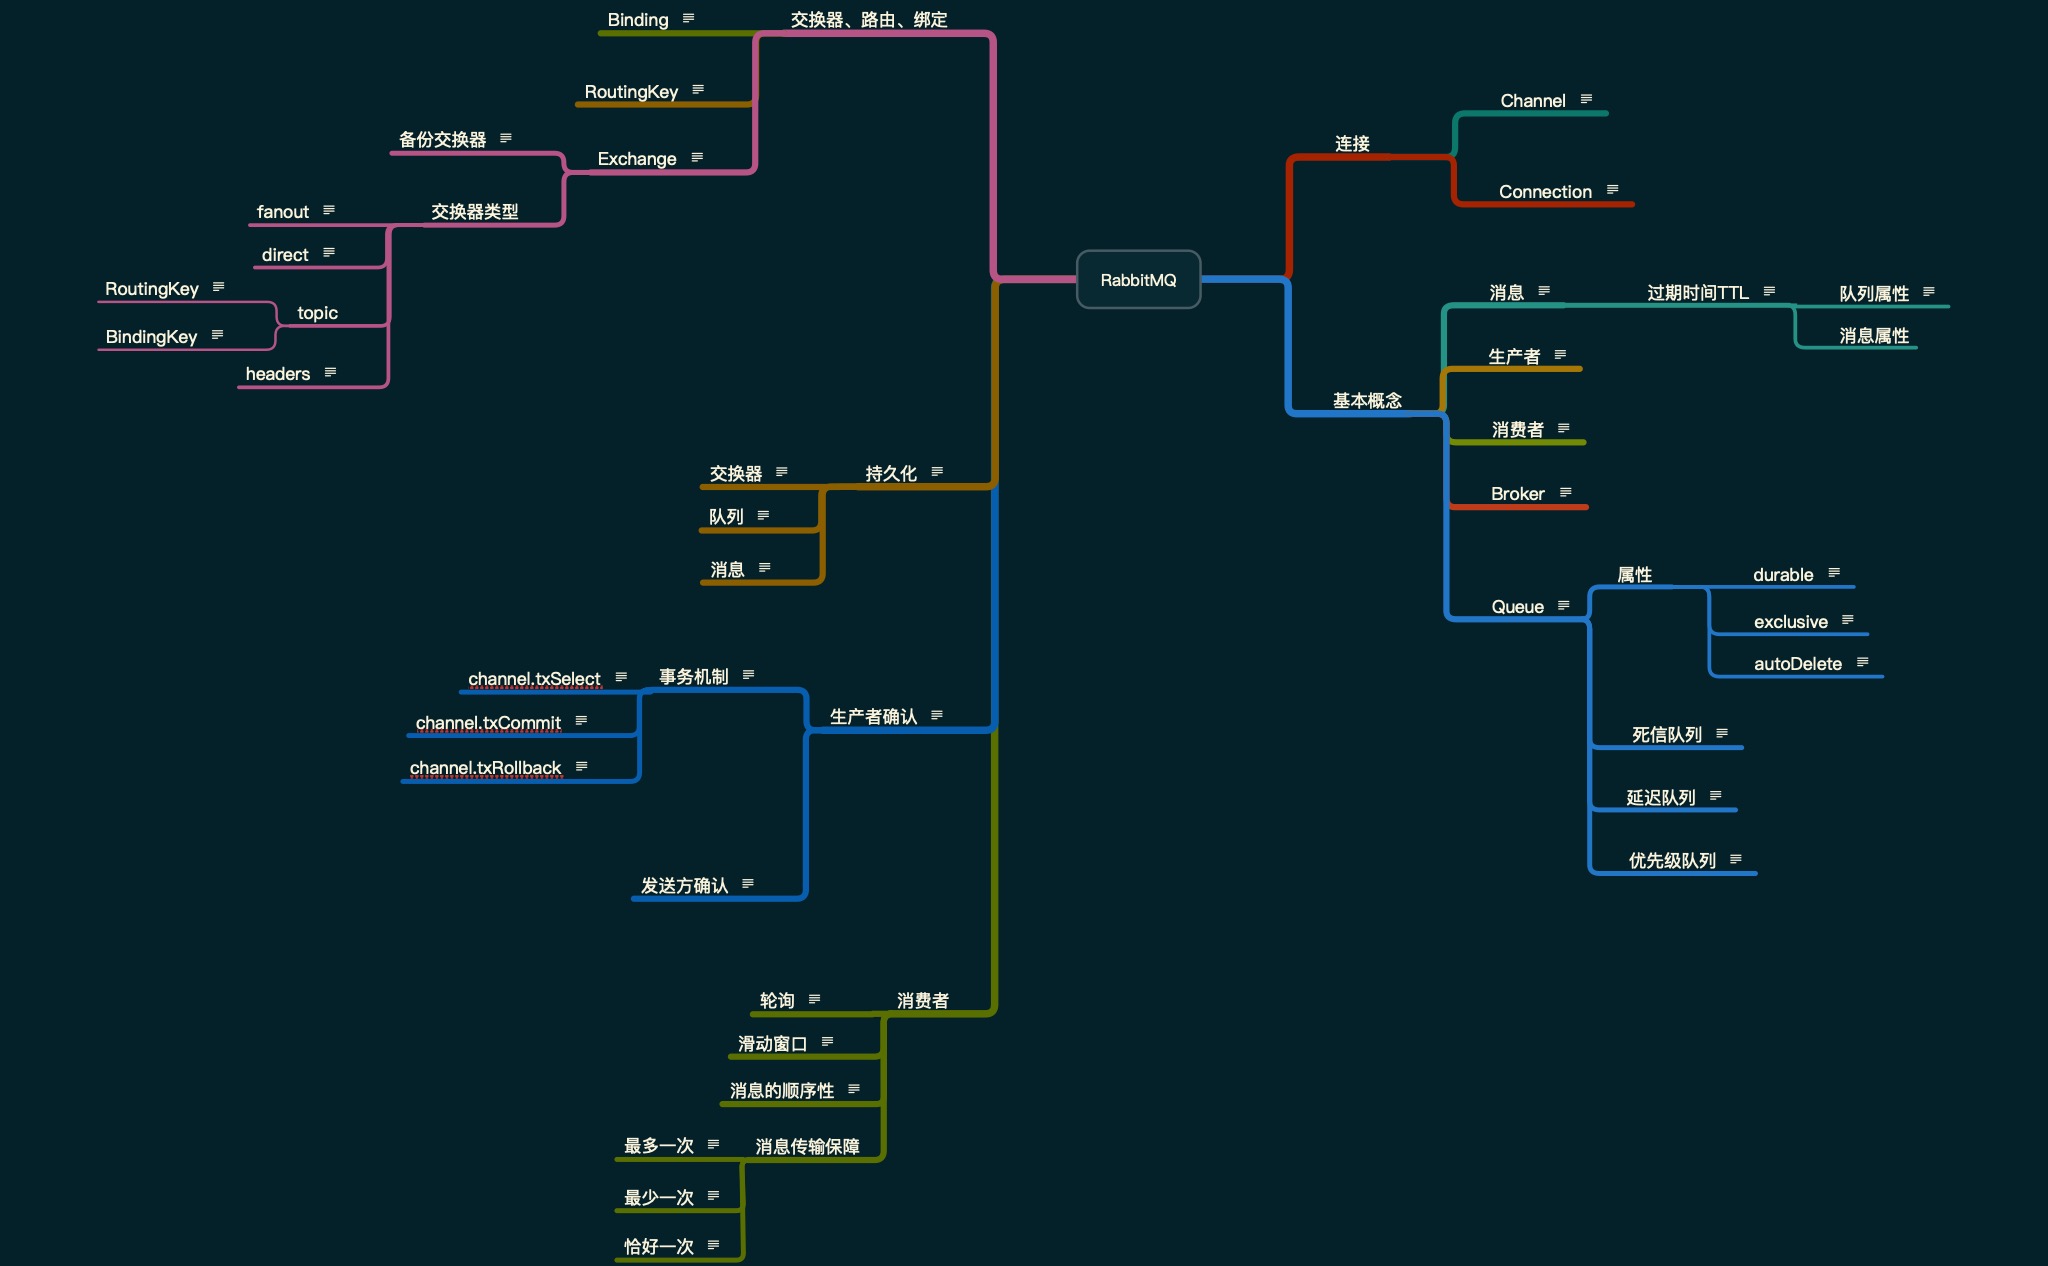 RabbitMQ
连接
Channel
Connection
基本概念
消息
过期时间TTL
队列属性
消息属性
生产者
消费者
Broker
Queue
属性
durable
exclusive
autoDelete
死信队列
延迟队列
优先级队列
交换器、路由、绑定
Binding
RoutingKey
Exchange
备份交换器
交换器类型
fanout
direct
topic
RoutingKey
BindingKey
headers
持久化
交换器
队列
消息
生产者确认
事务机制
channel.txSelect
channel.txCommit
channel.txRollback
发送方确认
消费者
轮询
滑动窗口
消息的顺序性
消息传输保障
最多一次
最少一次
恰好一次